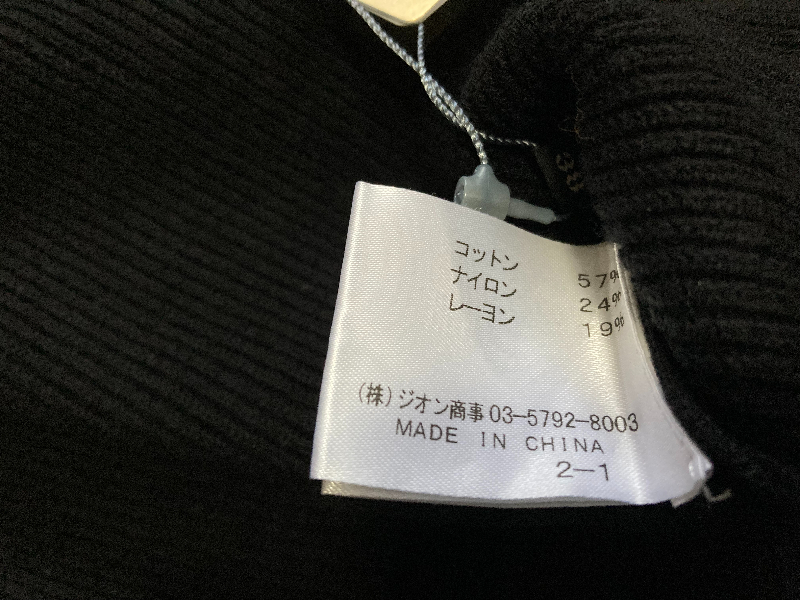 38
コットン 57%
ナイロン 24%
レーヨン 19%
(株)ジオン商事 03-5792-8003
MADE IN CHINA
2-1